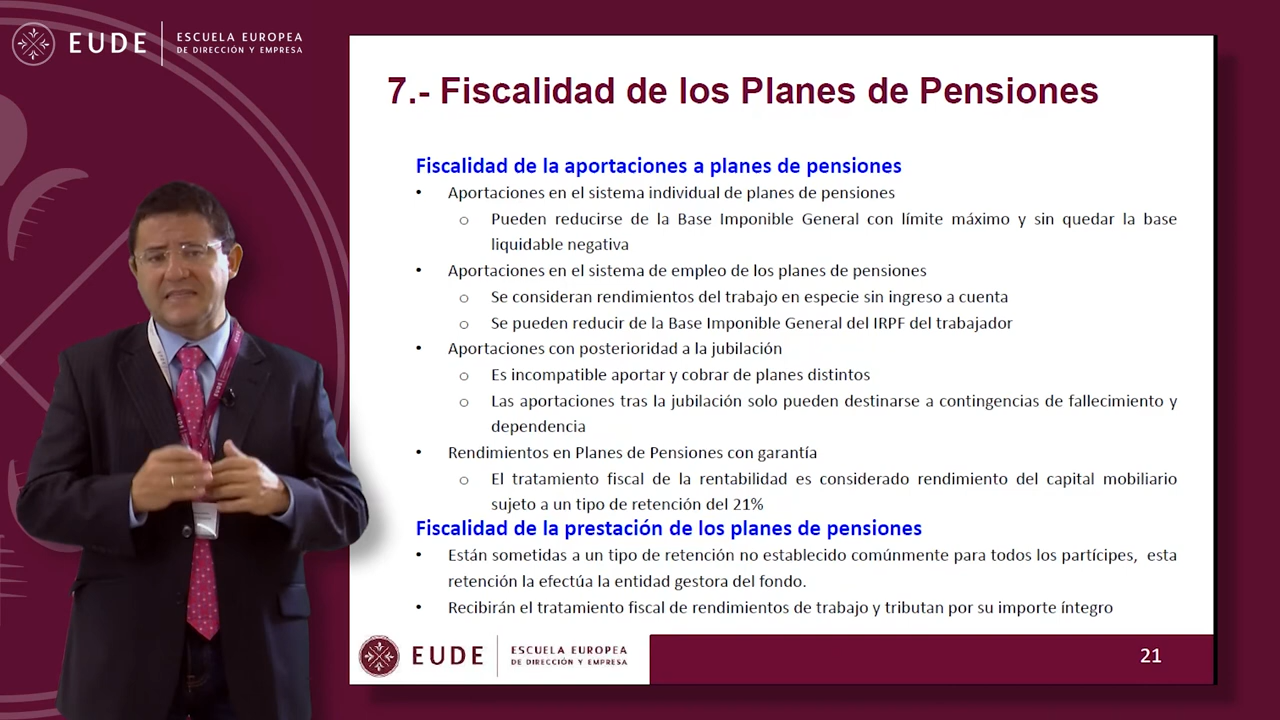 EUDE
ESCUELA EUROPEA
DE DIRECCIÓN Y EMPRESA
7.- Fiscalidad de los Planes de Pensiones
Fiscalidad de la aportaciones a planes de pensiones
• Aportaciones en el sistema individual de planes de pensiones
o Pueden reducirse de la Base Imponible General con límite máximo y sin quedar la base
liquidable negativa
• Aportaciones en el sistema de empleo de los planes de pensiones
o Se consideran rendimientos del trabajo en especie sin ingreso a cuenta
o Se pueden reducir de la Base Imponible General del IRPF del trabajador
• Aportaciones con posterioridad a la jubilación
o Es incompatible aportar y cobrar de planes distintos
o Las aportaciones tras la jubilación solo pueden destinarse a contingencias de fallecimiento y
dependencia
• Rendimientos en Planes de Pensiones con garantía
o El tratamiento fiscal de la rentabilidad es considerado rendimiento del capital mobiliario
sujeto a un tipo de retención del 21%
Fiscalidad de la prestación de los planes de pensiones
• Están sometidas a un tipo de retención no establecido comúnmente para todos los partícipes, esta
retención la efectúa la entidad gestora del fondo.
• Recibirán el tratamiento fiscal de rendimientos de trabajo y tributan por su importe íntegro
EUDE
ESCUELA EUROPEA
DE DIRECCIÓN Y EMPRESA
21